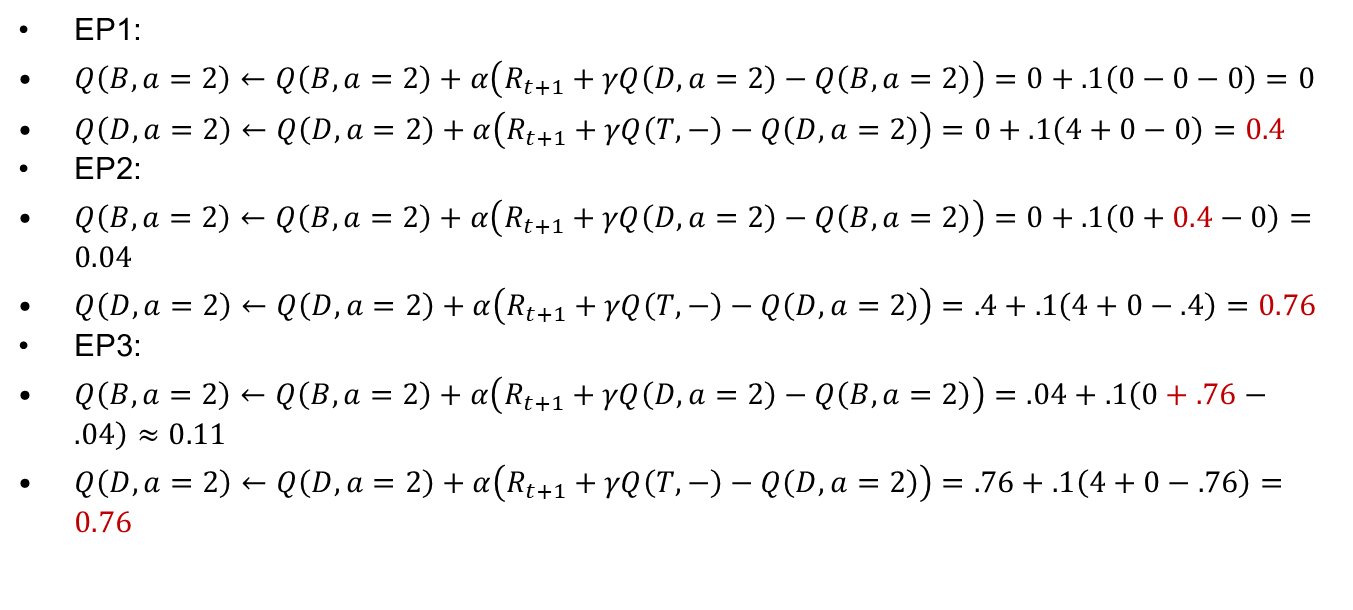 • EP1:
• Q(B, a = 2) ← Q(B, a = 2) + α(R_{t+1} + γQ(D, a = 2) − Q(B, a = 2)) = 0 + .1(0 − 0 − 0) = 0
• Q(D, a = 2) ← Q(D, a = 2) + α(R_{t+1} + γQ(T, −) − Q(D, a = 2)) = 0 + .1(4 + 0 − 0) = 0.4
• EP2:
• Q(B, a = 2) ← Q(B, a = 2) + α(R_{t+1} + γQ(D, a = 2) − Q(B, a = 2)) = 0 + .1(0 + 0.4 − 0) =
0.04
• Q(D, a = 2) ← Q(D, a = 2) + α(R_{t+1} + γQ(T, −) − Q(D, a = 2)) = .4 + .1(4 + 0 − .4) = 0.76
• EP3:
• Q(B, a = 2) ← Q(B, a = 2) + α(R_{t+1} + γQ(D, a = 2) − Q(B, a = 2)) = .04 + .1(0 + .76 −
.04) ≈ 0.11
• Q(D, a = 2) ← Q(D, a = 2) + α(R_{t+1} + γQ(T, −) − Q(D, a = 2)) = .76 + .1(4 + 0 − .76) =
0.76